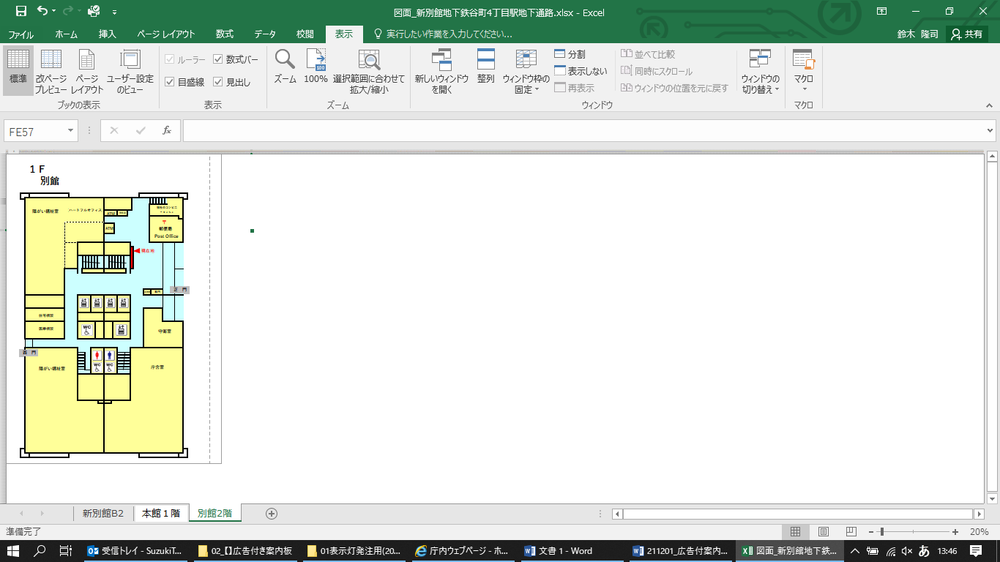 図面_新別館地下鉄谷町4丁目駅地下通路.xlsx - Excel
ファイル ホーム 挿入 ページ レイアウト 数式 データ 校閲 表示 実行したい作業を入力してください... 鈴木 隆司 共有
標準
改ページ プレビュー
ページ レイアウト
ユーザー設定 のビュー
ブックの表示
ルーラー 数式バー
目盛線 見出し
表示
ズーム
100%
選択範囲に合わせて 拡大/縮小
ズーム
新しいウィンドウ を開く
整列
ウィンドウ枠の 固定
分割
表示しない
再表示
並べて比較
同時にスクロール
ウィンドウの位置を元に戻す
ウィンドウ
ウィンドウの 切り替え
マクロ
マクロ
FE57
fx
1F
別館
障がい福祉室
ハートフルオフィス
ATM
ATM
〒
郵便局
Post Office
現在地
案内
正 門
住宅相談
医療相談
WC
守衛室
西 門
障がい福祉室
WC
WC
庁舎室
新別館B2 本館1階 別館2階
準備完了
20%
受信トレイ - SuzukiT...
02_【】広告付き案内板
01表示灯発注用(20...
庁内ウェブページ - ホ...
文書 1 - Word
211201_広告付案内...
図面_新別館地下鉄...
あ
13:46